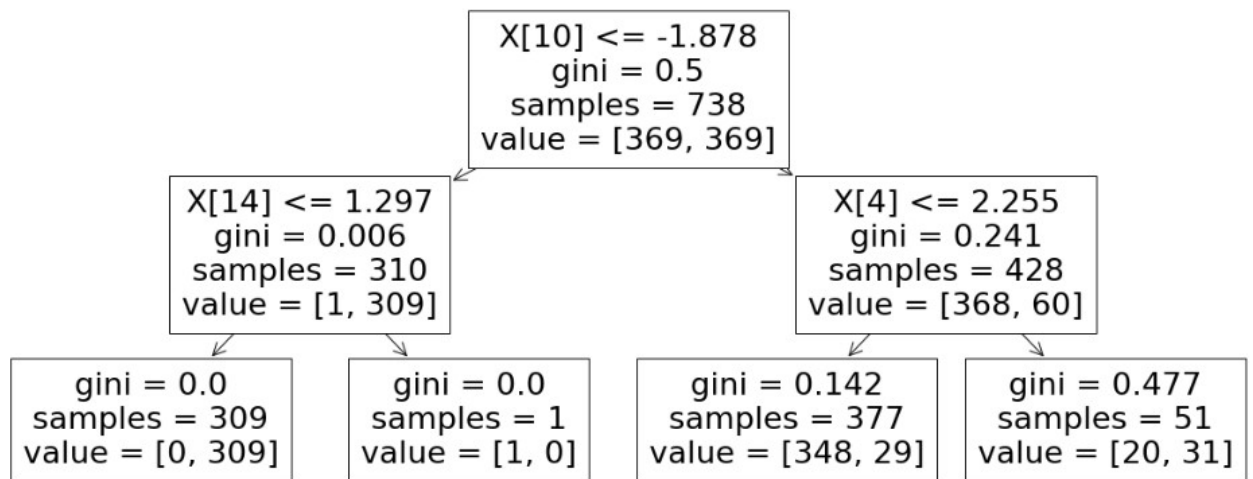 X[10] <= -1.878
gini = 0.5
samples = 738
value = [369, 369]
X[14] <= 1.297
gini = 0.006
samples = 310
value = [1, 309]
X[4] <= 2.255
gini = 0.241
samples = 428
value = [368, 60]
gini = 0.0
samples = 309
value = [0, 309]
gini = 0.0
samples = 1
value = [1, 0]
gini = 0.142
samples = 377
value = [348, 29]
gini = 0.477
samples = 51
value = [20, 31]